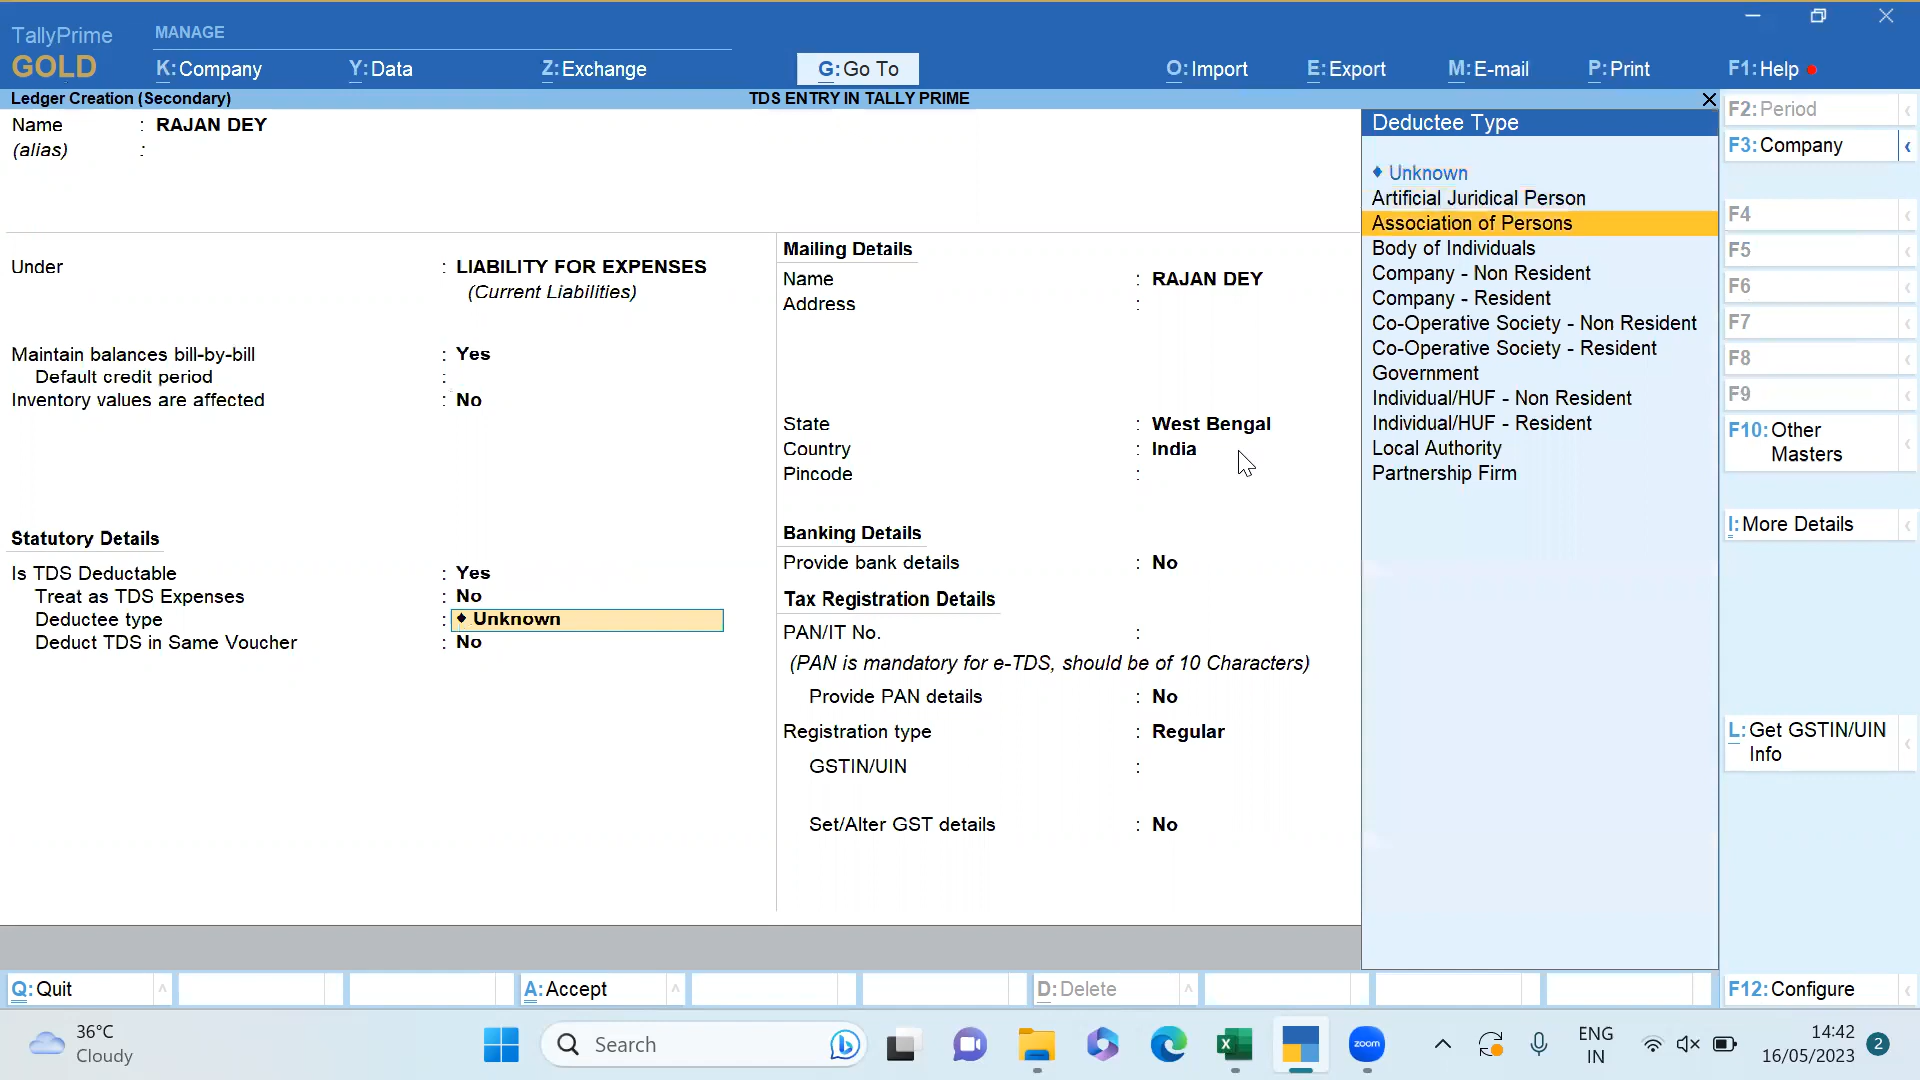 TallyPrime
GOLD
MANAGE
K:Company
Y:Data
Z:Exchange
G:Go To
O:Import
E:Export
M:E-mail
P:Print
F1:Help
Ledger Creation (Secondary)
TDS ENTRY IN TALLY PRIME
Name : RAJAN DEY
(alias) :
Under : LIABILITY FOR EXPENSES
(Current Liabilities)
Maintain balances bill-by-bill : Yes
Default credit period :
Inventory values are affected : No
Statutory Details
Is TDS Deductable : Yes
Treat as TDS Expenses : No
Deductee type : ♦ Unknown
Deduct TDS in Same Voucher : No
Mailing Details
Name : RAJAN DEY
Address :
State : West Bengal
Country : India
Pincode :
Banking Details
Provide bank details : No
Tax Registration Details
PAN/IT No. :
(PAN is mandatory for e-TDS, should be of 10 Characters)
Provide PAN details : No
Registration type : Regular
GSTIN/UIN :
Set/Alter GST details : No
Deductee Type
♦ Unknown
Artificial Juridical Person
Association of Persons
Body of Individuals
Company - Non Resident
Company - Resident
Co-Operative Society - Non Resident
Co-Operative Society - Resident
Government
Individual/HUF - Non Resident
Individual/HUF - Resident
Local Authority
Partnership Firm
F2:Period
F3:Company
F4
F5
F6
F7
F8
F9
F10:Other
Masters
I:More Details
L:Get GSTIN/UIN
Info
F12:Configure
Q:Quit
A:Accept
D:Delete
36°C
Cloudy
Search
zoom
ENG
IN
14:42
16/05/2023
2